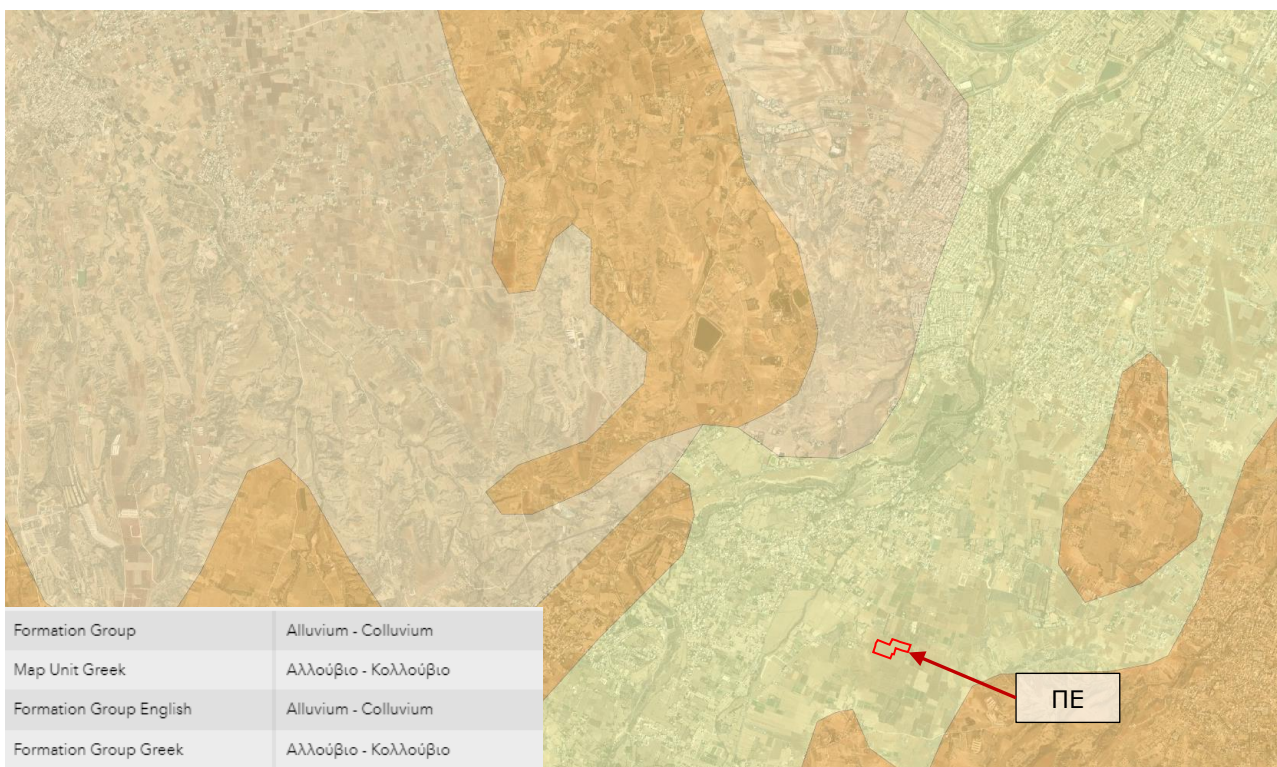 Formation Group Alluvium - Colluvium
Map Unit Greek Αλλούβιο - Κολλούβιο
Formation Group English Alluvium - Colluvium
Formation Group Greek Αλλούβιο - Κολλούβιο
ΠΕ